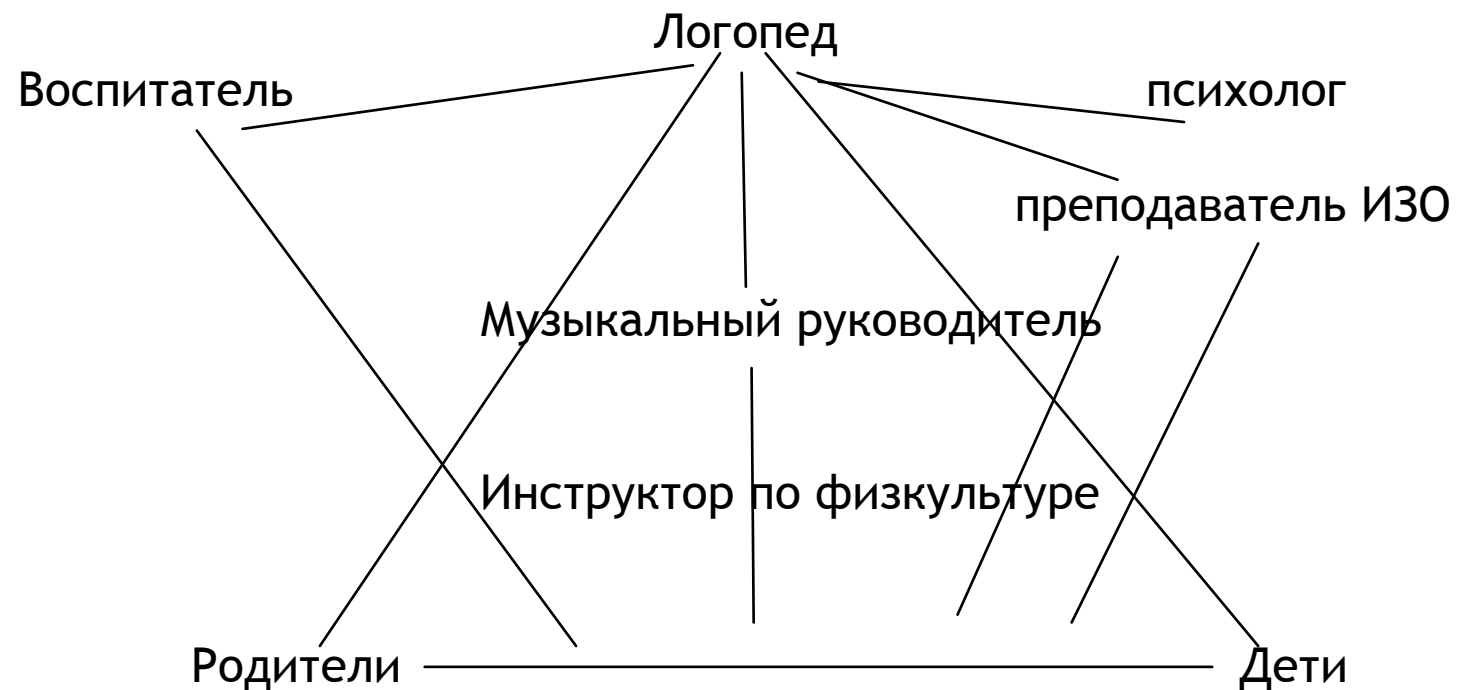 Логопед
Воспитатель
психолог
преподаватель ИЗО
Музыкальный руководитель
Инструктор по физкультуре
Родители
Дети